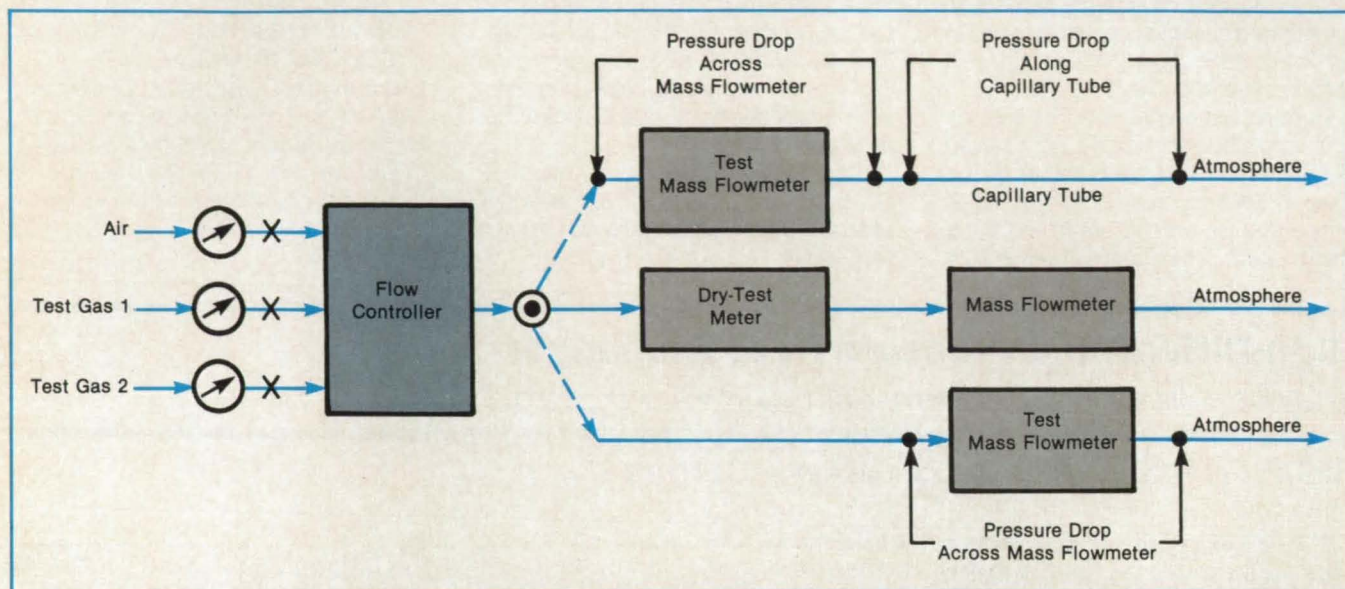 Pressure Drop
Across
Mass Flowmeter
Pressure Drop
Along
Capillary Tube
Test
Mass Flowmeter
Atmosphere
Capillary Tube
Air
Test Gas 1
Test Gas 2
Flow
Controller
Dry-Test
Meter
Mass Flowmeter
Atmosphere
Test
Mass Flowmeter
Atmosphere
Pressure Drop
Across Mass Flowmeter